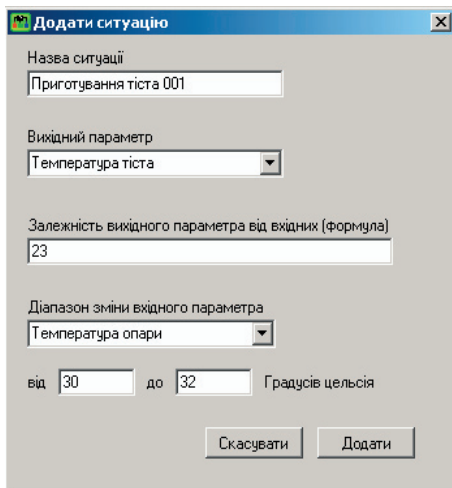 Додати ситуацію
Назва ситуації
Приготування тіста 001
Вихідний параметр
Температура тіста
Залежність вихідного параметра від вхідних (формула)
23
Діапазон зміни вхідного параметра
Температура опари
від 30 до 32 Градусів цельсія
Скасувати Додати